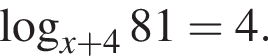 log_{x+4} 81 = 4.